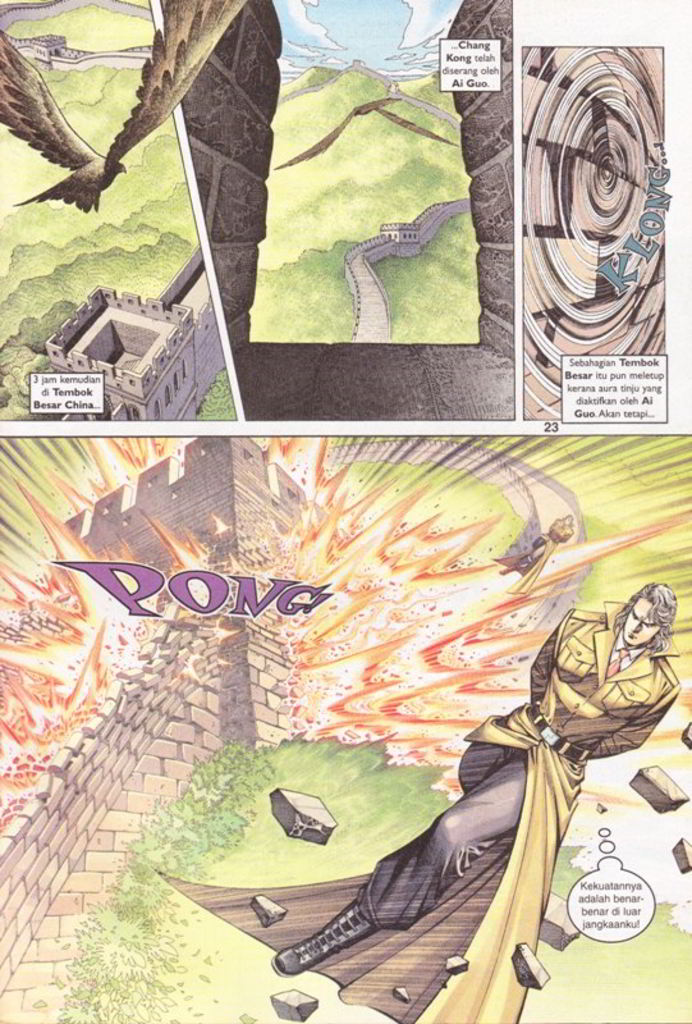 3 jam kemudian
di Tembok
Besar China...
...Chang
Kong telah
diserang oleh
Ai Guo.
KLONG...
Sebahagian Tembok
Besar itu pun meletup
kerana aura tinju yang
diaktifkan oleh Ai
Guo. Akan tetapi...
23
PONG
Kekuatannya
adalah benar-
benar di luar
jangkaanku!